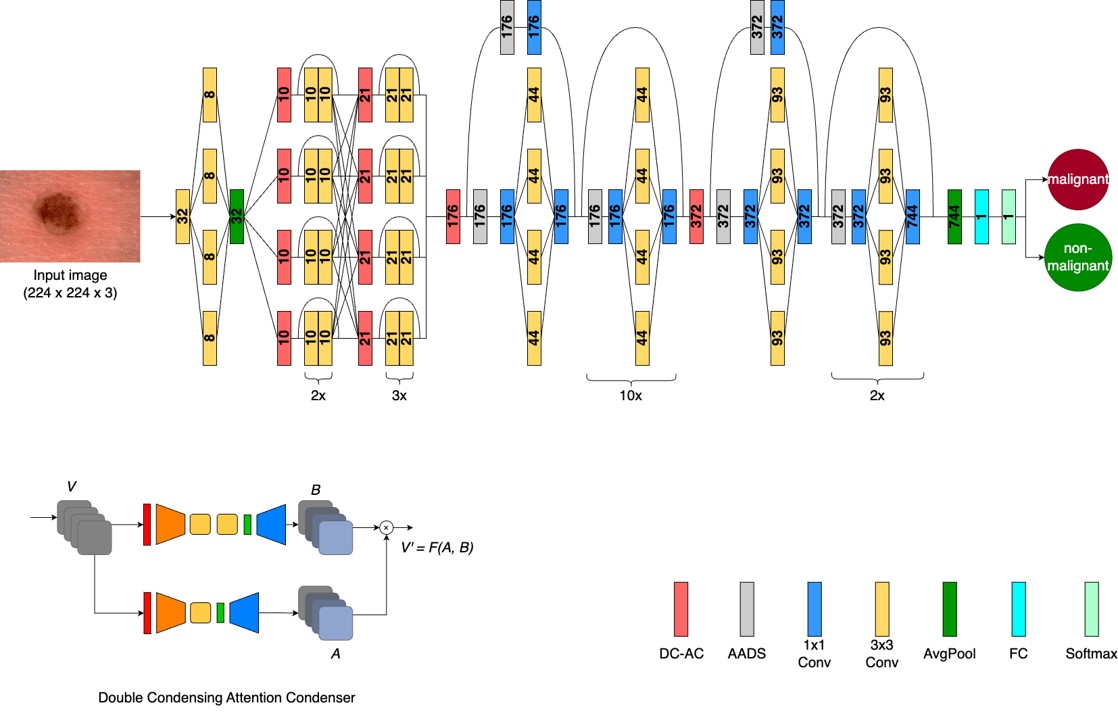 176
176
372
372
8
10
10
10
21
21
21
44
44
93
93
8
10
10
10
21
21
21
44
44
93
93
malignant
32
32
176
176
176
176
176
176
176
372
372
372
372
372
372
744
744
1
1
8
10
10
10
21
21
21
44
44
93
93
non-
malignant
Input image
(224 x 224 x 3)
8
10
10
10
21
21
21
44
44
93
93
2x
3x
10x
2x
V
B
V' = F(A, B)
A
Double Condensing Attention Condenser
DC-AC
AADS
1x1
Conv
3x3
Conv
AvgPool
FC
Softmax